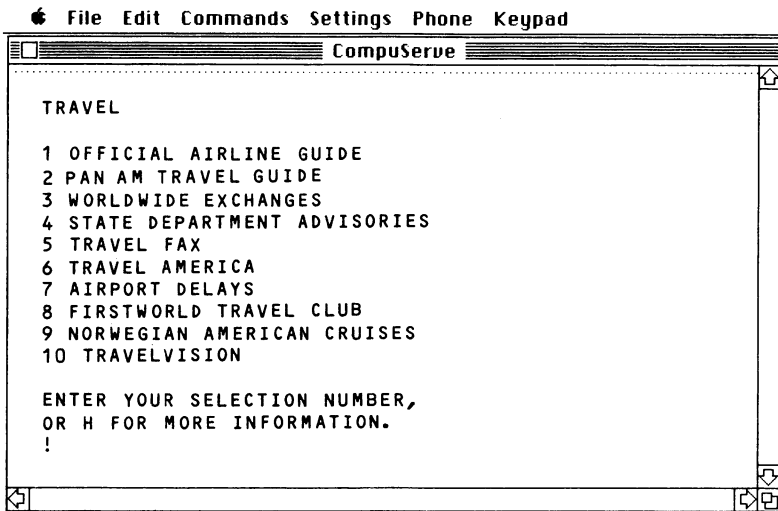 File Edit Commands Settings Phone Keypad
CompuServe
TRAVEL
1 OFFICIAL AIRLINE GUIDE
2 PAN AM TRAVEL GUIDE
3 WORLDWIDE EXCHANGES
4 STATE DEPARTMENT ADVISORIES
5 TRAVEL FAX
6 TRAVEL AMERICA
7 AIRPORT DELAYS
8 FIRSTWORLD TRAVEL CLUB
9 NORWEGIAN AMERICAN CRUISES
10 TRAVELVISION
ENTER YOUR SELECTION NUMBER,
OR H FOR MORE INFORMATION.
!